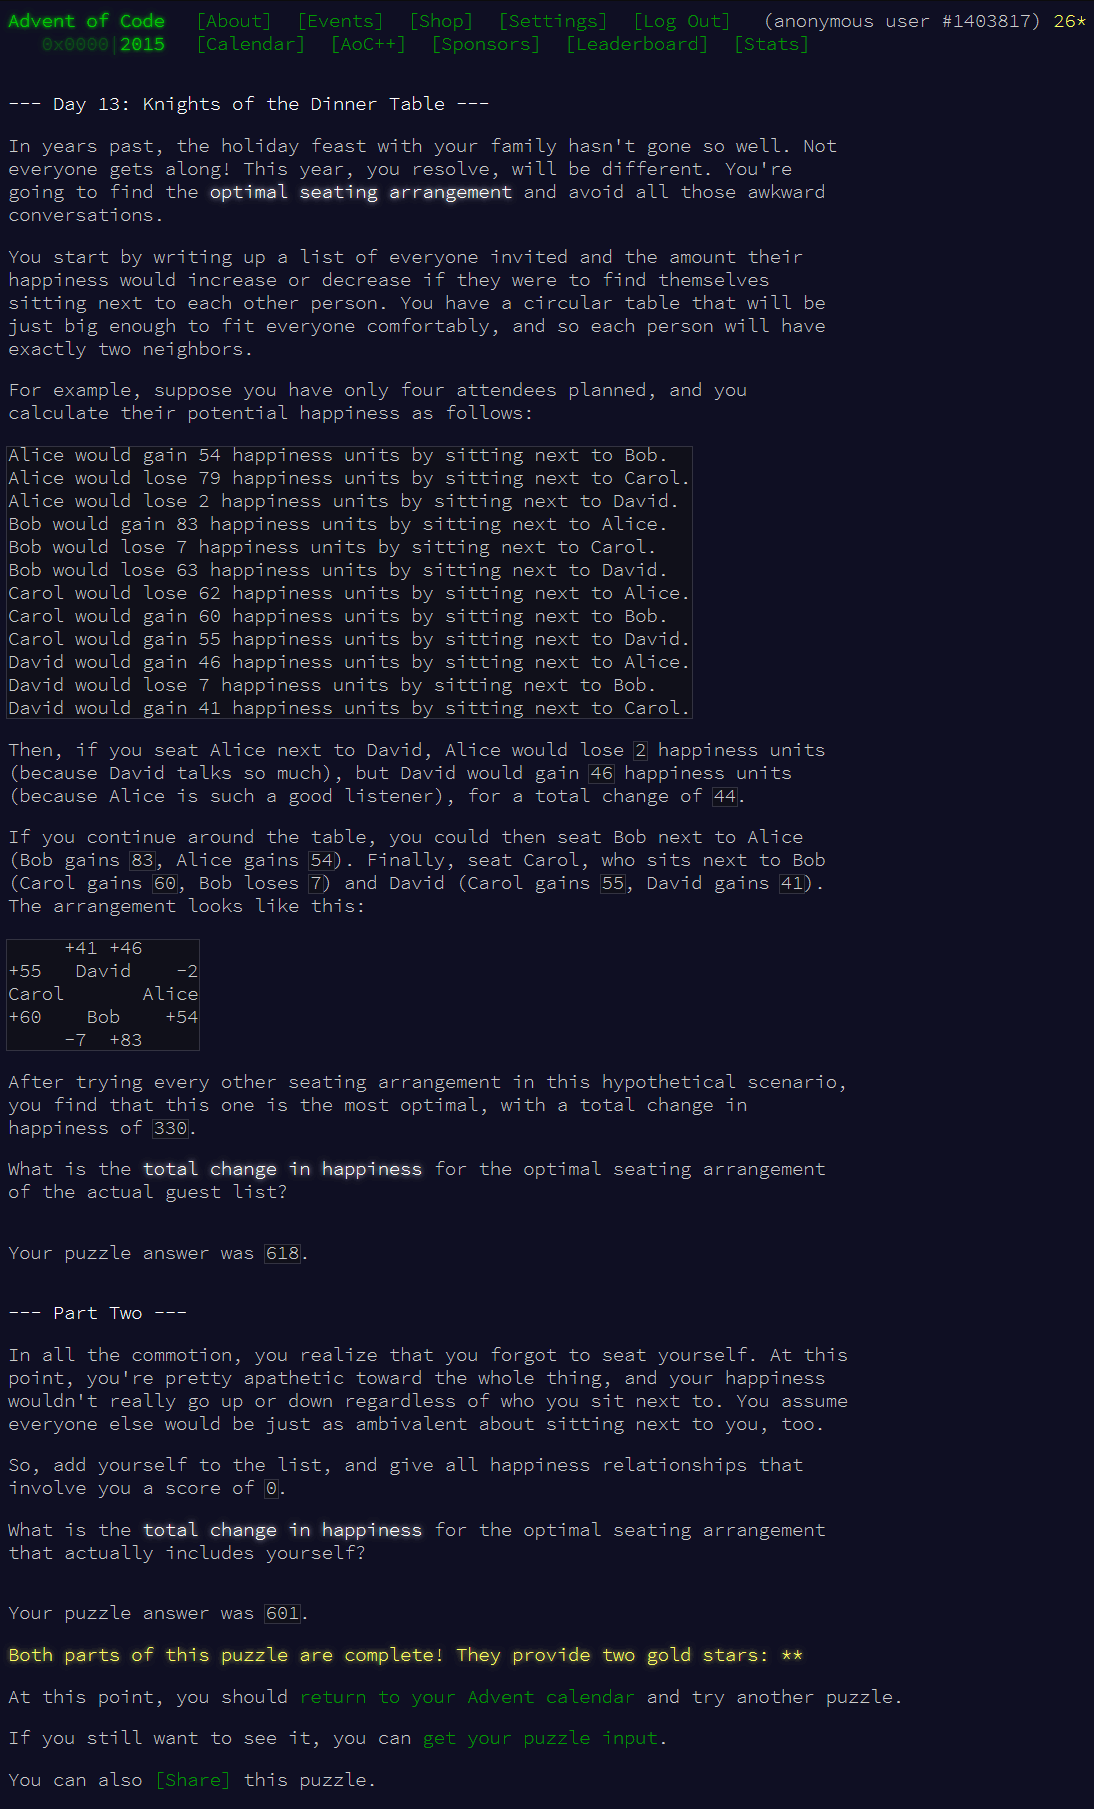 Advent of Code [About] [Events] [Shop] [Settings] [Log Out] (anonymous user #1403817) 26*
0x0000|2015 [Calendar] [AoC++] [Sponsors] [Leaderboard] [Stats]
--- Day 13: Knights of the Dinner Table ---
In years past, the holiday feast with your family hasn't gone so well. Not
everyone gets along! This year, you resolve, will be different. You're
going to find the optimal seating arrangement and avoid all those awkward
conversations.
You start by writing up a list of everyone invited and the amount their
happiness would increase or decrease if they were to find themselves
sitting next to each other person. You have a circular table that will be
just big enough to fit everyone comfortably, and so each person will have
exactly two neighbors.
For example, suppose you have only four attendees planned, and you
calculate their potential happiness as follows:
Alice would gain 54 happiness units by sitting next to Bob.
Alice would lose 79 happiness units by sitting next to Carol.
Alice would lose 2 happiness units by sitting next to David.
Bob would gain 83 happiness units by sitting next to Alice.
Bob would lose 7 happiness units by sitting next to Carol.
Bob would lose 63 happiness units by sitting next to David.
Carol would lose 62 happiness units by sitting next to Alice.
Carol would gain 60 happiness units by sitting next to Bob.
Carol would gain 55 happiness units by sitting next to David.
David would gain 46 happiness units by sitting next to Alice.
David would lose 7 happiness units by sitting next to Bob.
David would gain 41 happiness units by sitting next to Carol.
Then, if you seat Alice next to David, Alice would lose 2 happiness units
(because David talks so much), but David would gain 46 happiness units
(because Alice is such a good listener), for a total change of 44.
If you continue around the table, you could then seat Bob next to Alice
(Bob gains 83, Alice gains 54). Finally, seat Carol, who sits next to Bob
(Carol gains 60, Bob loses 7) and David (Carol gains 55, David gains 41).
The arrangement looks like this:
+41 +46
+55 David -2
Carol Alice
+60 Bob +54
-7 +83
After trying every other seating arrangement in this hypothetical scenario,
you find that this one is the most optimal, with a total change in
happiness of 330.
What is the total change in happiness for the optimal seating arrangement
of the actual guest list?
Your puzzle answer was 618.
--- Part Two ---
In all the commotion, you realize that you forgot to seat yourself. At this
point, you're pretty apathetic toward the whole thing, and your happiness
wouldn't really go up or down regardless of who you sit next to. You assume
everyone else would be just as ambivalent about sitting next to you, too.
So, add yourself to the list, and give all happiness relationships that
involve you a score of 0.
What is the total change in happiness for the optimal seating arrangement
that actually includes yourself?
Your puzzle answer was 601.
Both parts of this puzzle are complete! They provide two gold stars: **
At this point, you should return to your Advent calendar and try another puzzle.
If you still want to see it, you can get your puzzle input.
You can also [Share] this puzzle.